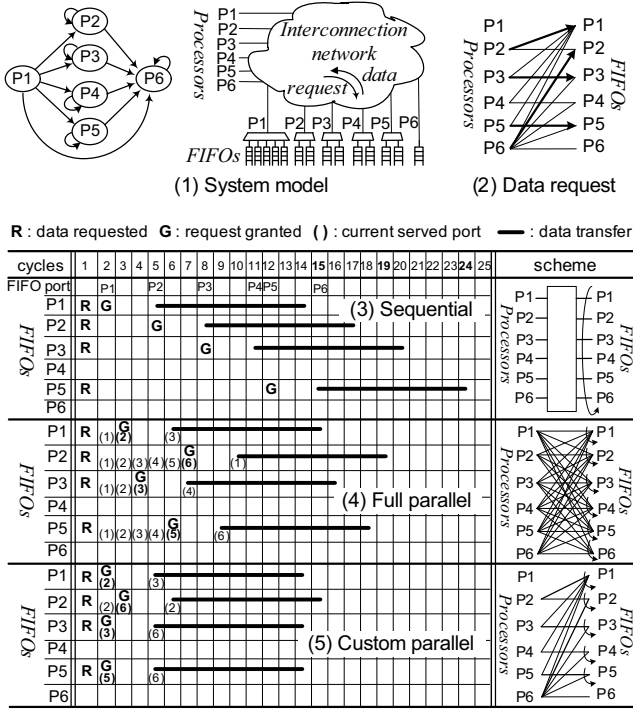 P2
P3
P1
P6
P4
P5
P1
P2
P3
P4
P5
P6
Processors
Interconnection
network
data
request
P1 P2 P3 P4 P5 P6
FIFOs
(1) System model
P1
P2 P2
P3 P3
P4 P4
P5 P5
P6
Processors
FIFOs
(2) Data request
R : data requested G : request granted ( ) : current served port : data transfer
cycles 1 2 3 4 5 6 7 8 9 10 11 12 13 14 15 16 17 18 19 20 21 22 23 24 25 scheme
FIFO port P1 P2 P3 P4 P5 P6
FIFOs
P1 R G
(3) Sequential
P2 R G
P3 R G
P4
P5 R G
P6
P1 P1
P2 P2
P3 P3
P4 P4
P5 P5
P6 P6
Processors
FIFOs
FIFOs
P1 R (1) G (2) (3)
P2 R (1) (2) (3) (4) (5) G (6) (1)
P3 R (1) (2) G (3) (4)
P4
(4) Full parallel
P5 R (1) (2) (3) (4) G (5) (6)
P6
P1 P1
P2 P2
P3 P3
P4 P4
P5 P5
P6 P6
Processors
FIFOs
FIFOs
P1 R G (2) (3)
P2 R (2) G (6) (2)
P3 R G (3) (6)
P4
(5) Custom parallel
P5 R G (5) (6)
P6
P1 P1
P2 P2
P3 P3
P4 P4
P5 P5
P6 P6
Processors
FIFOs